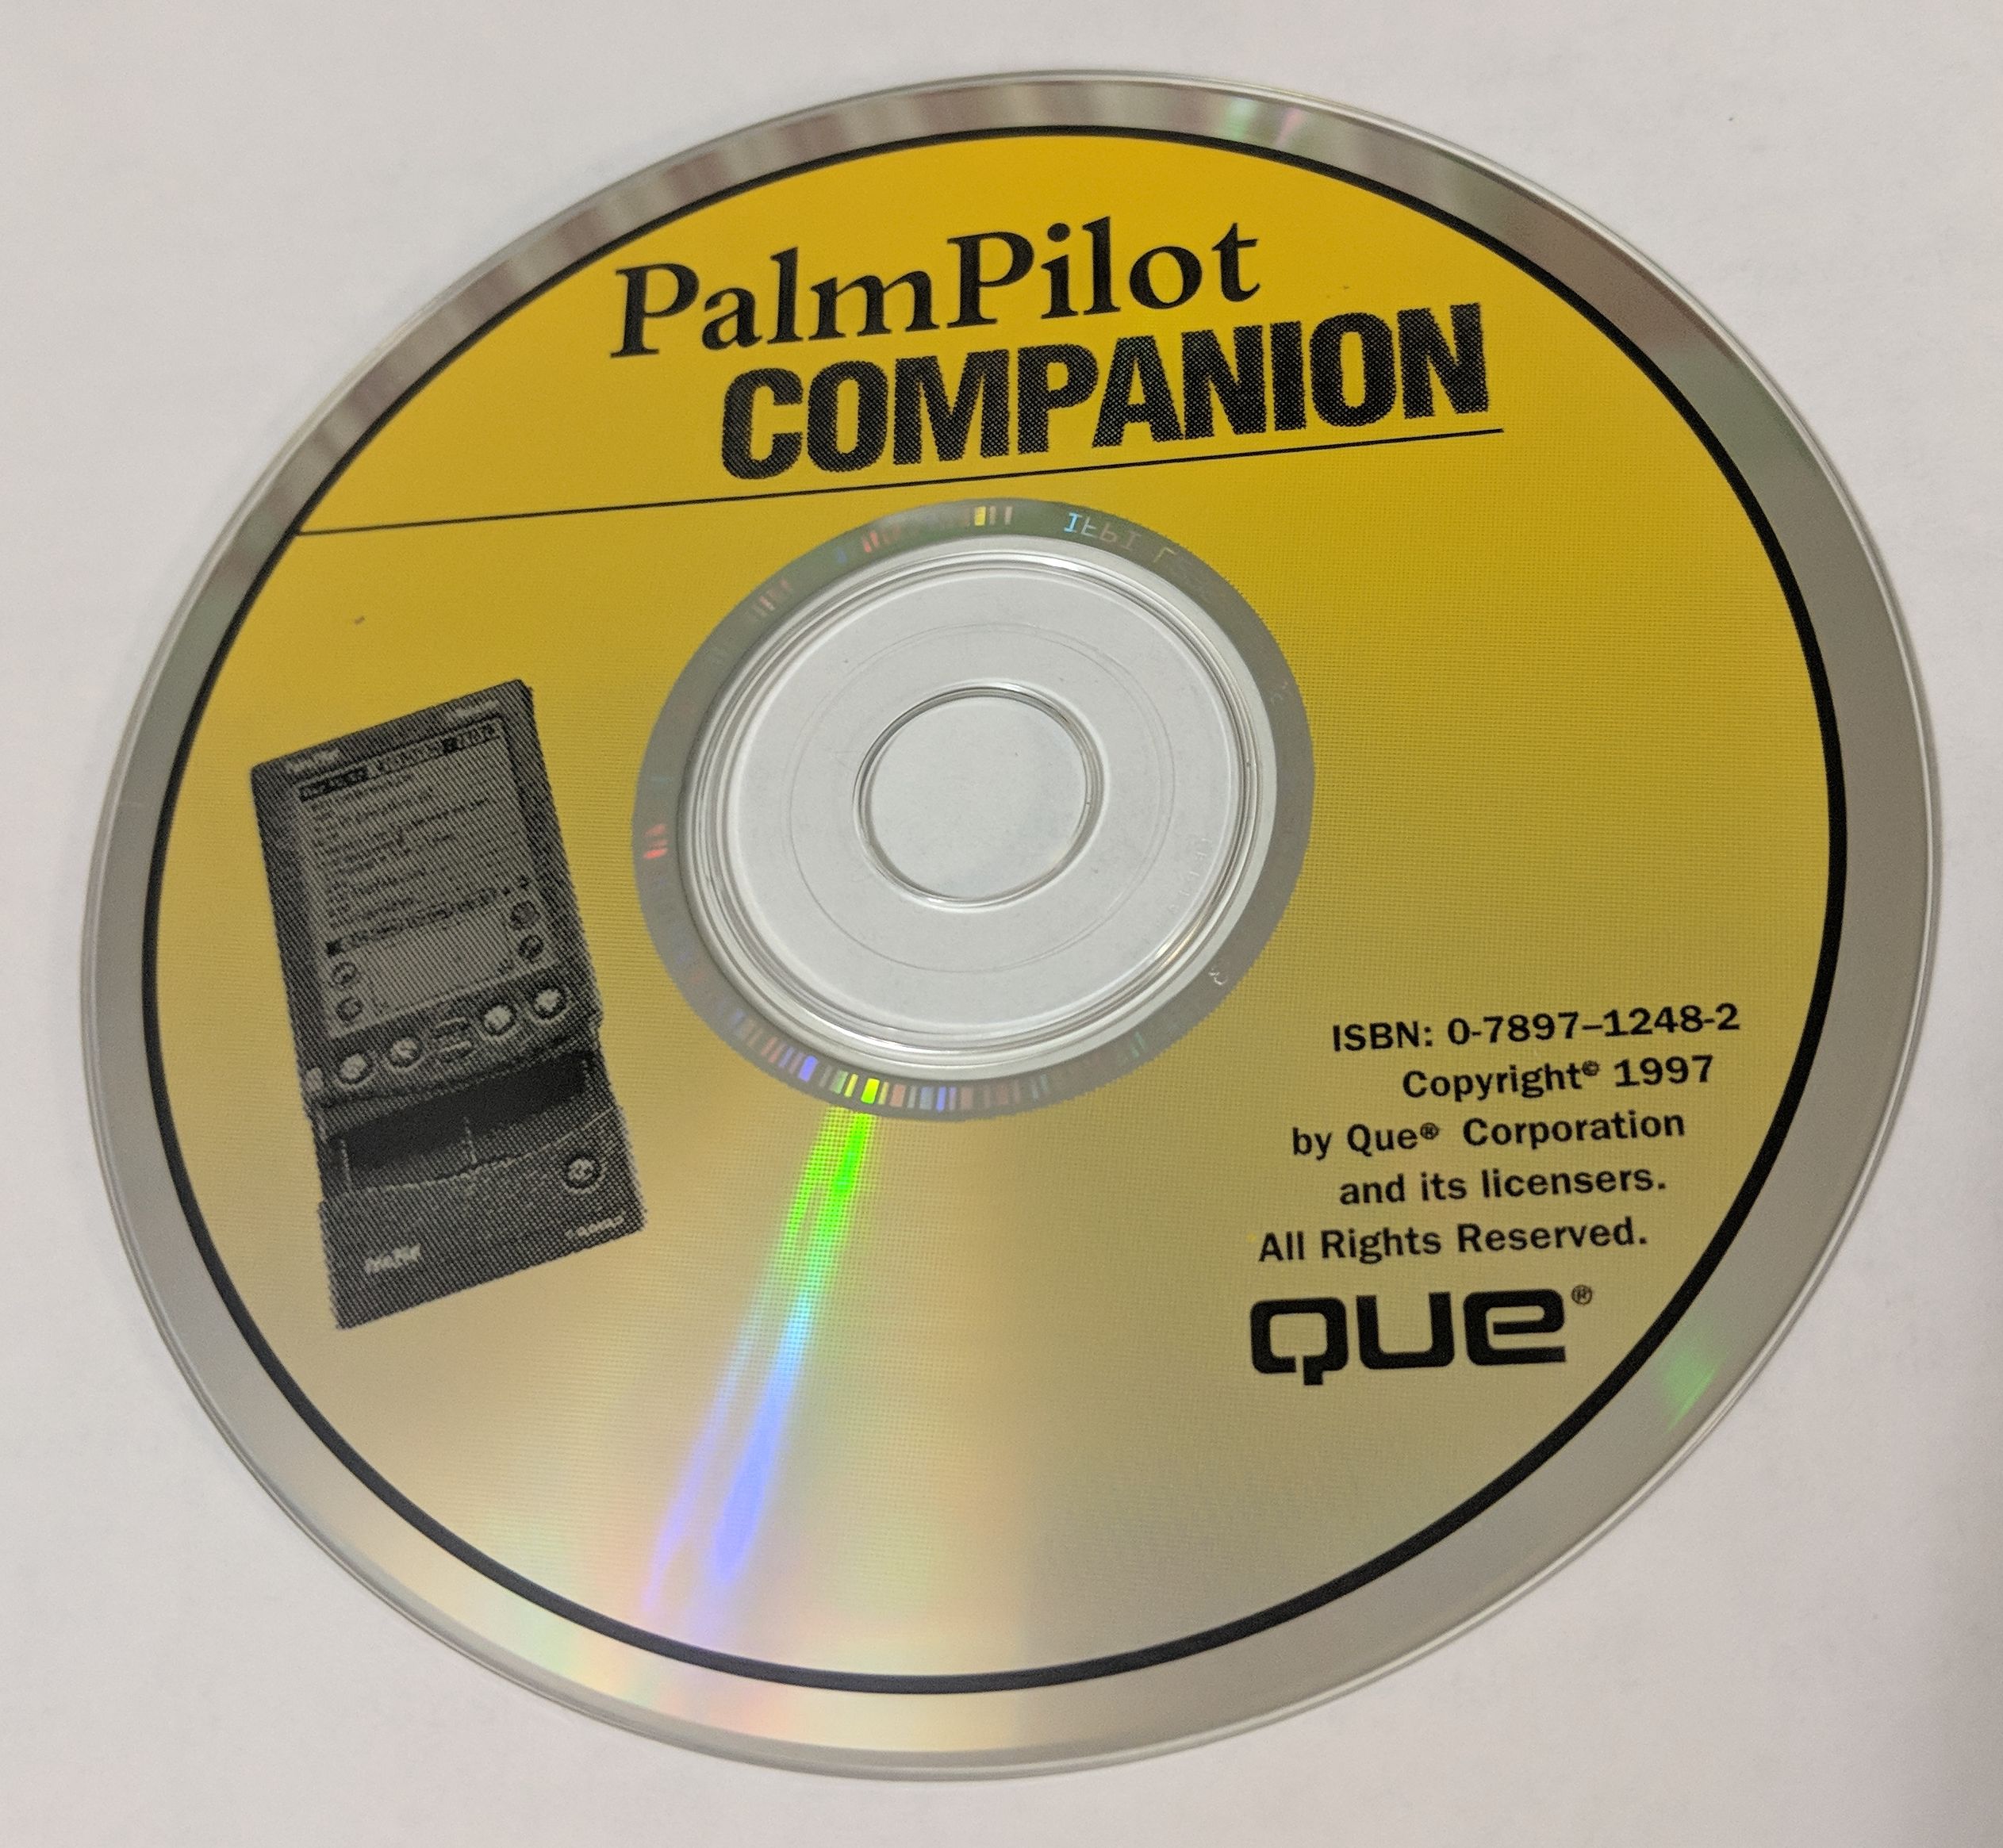 PalmPilot
COMPANION
IFPI
ISBN: 0-7897–1248-2
Copyright© 1997
by Que® Corporation
and its licensers.
All Rights Reserved.
QUE®